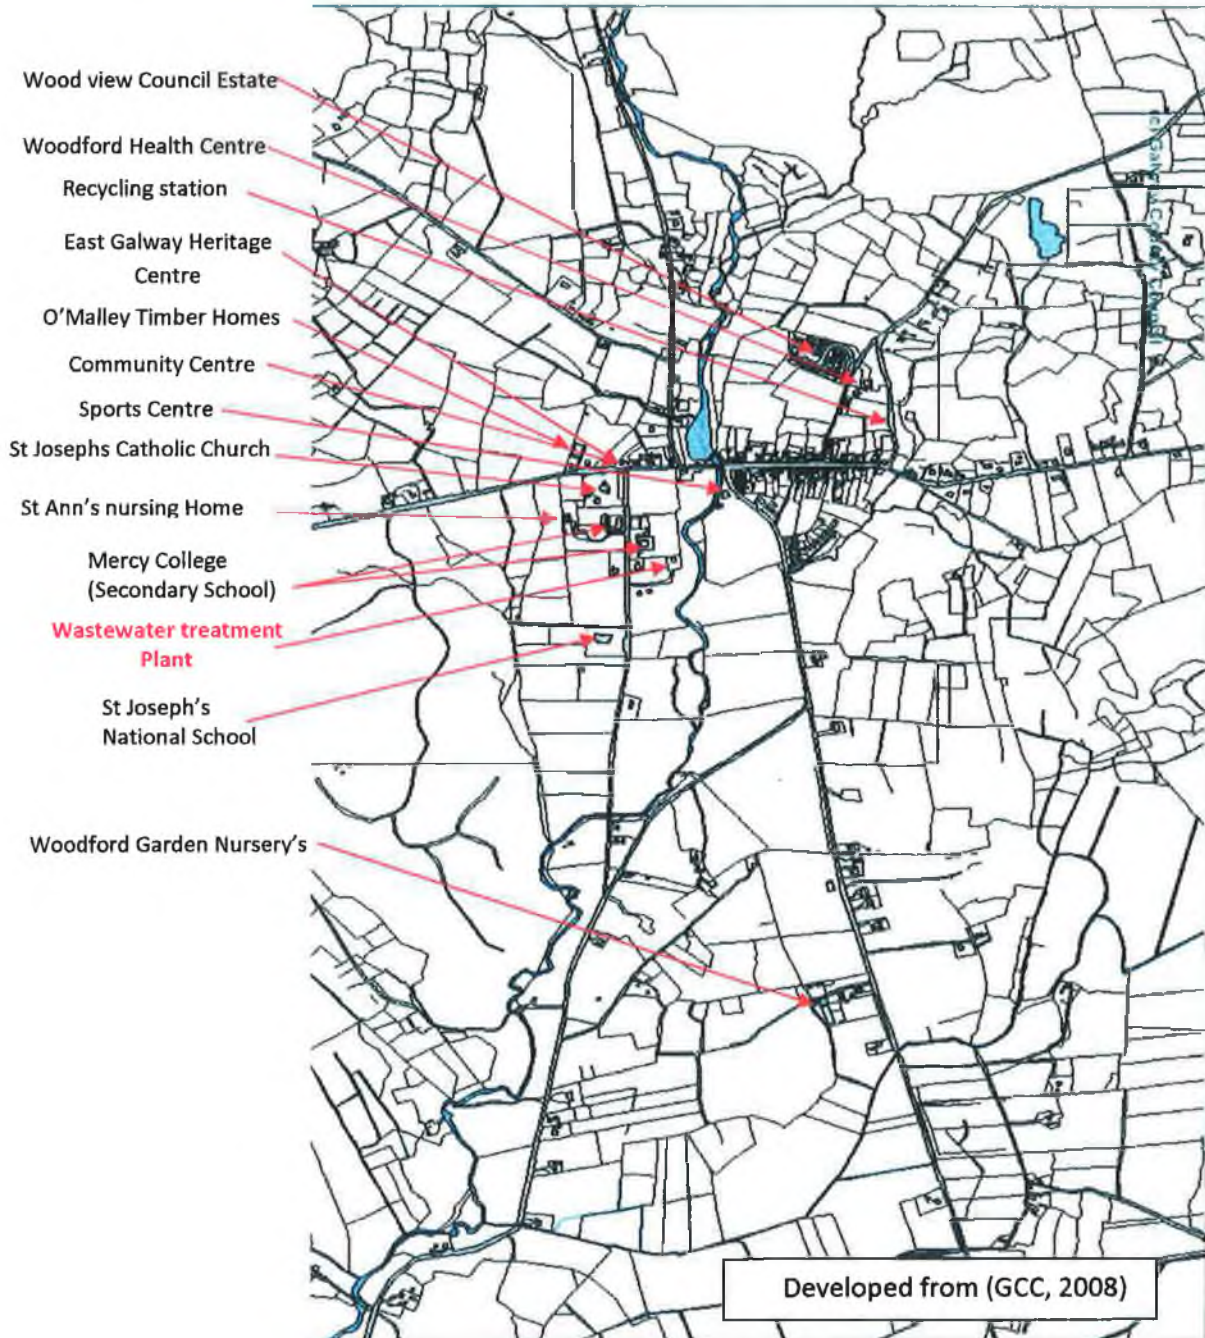 Wood view Council Estate
Woodford Health Centre
Recycling station
East Galway Heritage
Centre
O'Malley Timber Homes
Community Centre
Sports Centre
St Josephs Catholic Church
St Ann's nursing Home
Mercy College
(Secondary School)
Wastewater treatment
Plant
St Joseph's
National School
Woodford Garden Nursery's
Developed from (GCC, 2008)